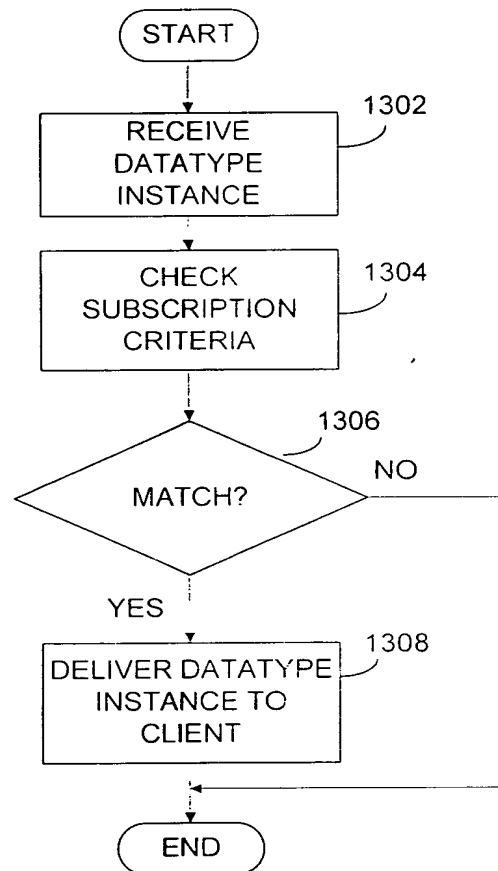 START
1302
RECEIVE
DATATYPE
INSTANCE
1304
CHECK
SUBSCRIPTION
CRITERIA
1306
MATCH?
NO
YES
1308
DELIVER DATATYPE
INSTANCE TO
CLIENT
END